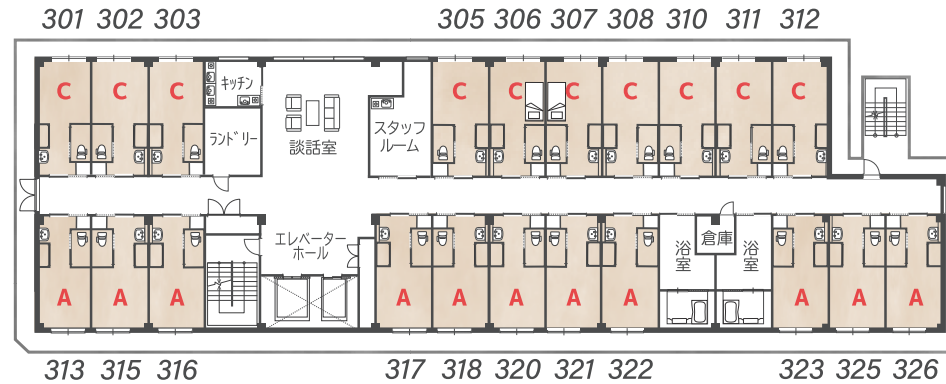 301 302 303 305 306 307 308 310 311 312
C C C C C C C C C C
キッチン
ランドリー
談話室
スタッフ
ルーム
エレベーター
ホール
浴室
倉庫
浴室
A A A A A A A A A A A
313 315 316 317 318 320 321 322 323 325 326